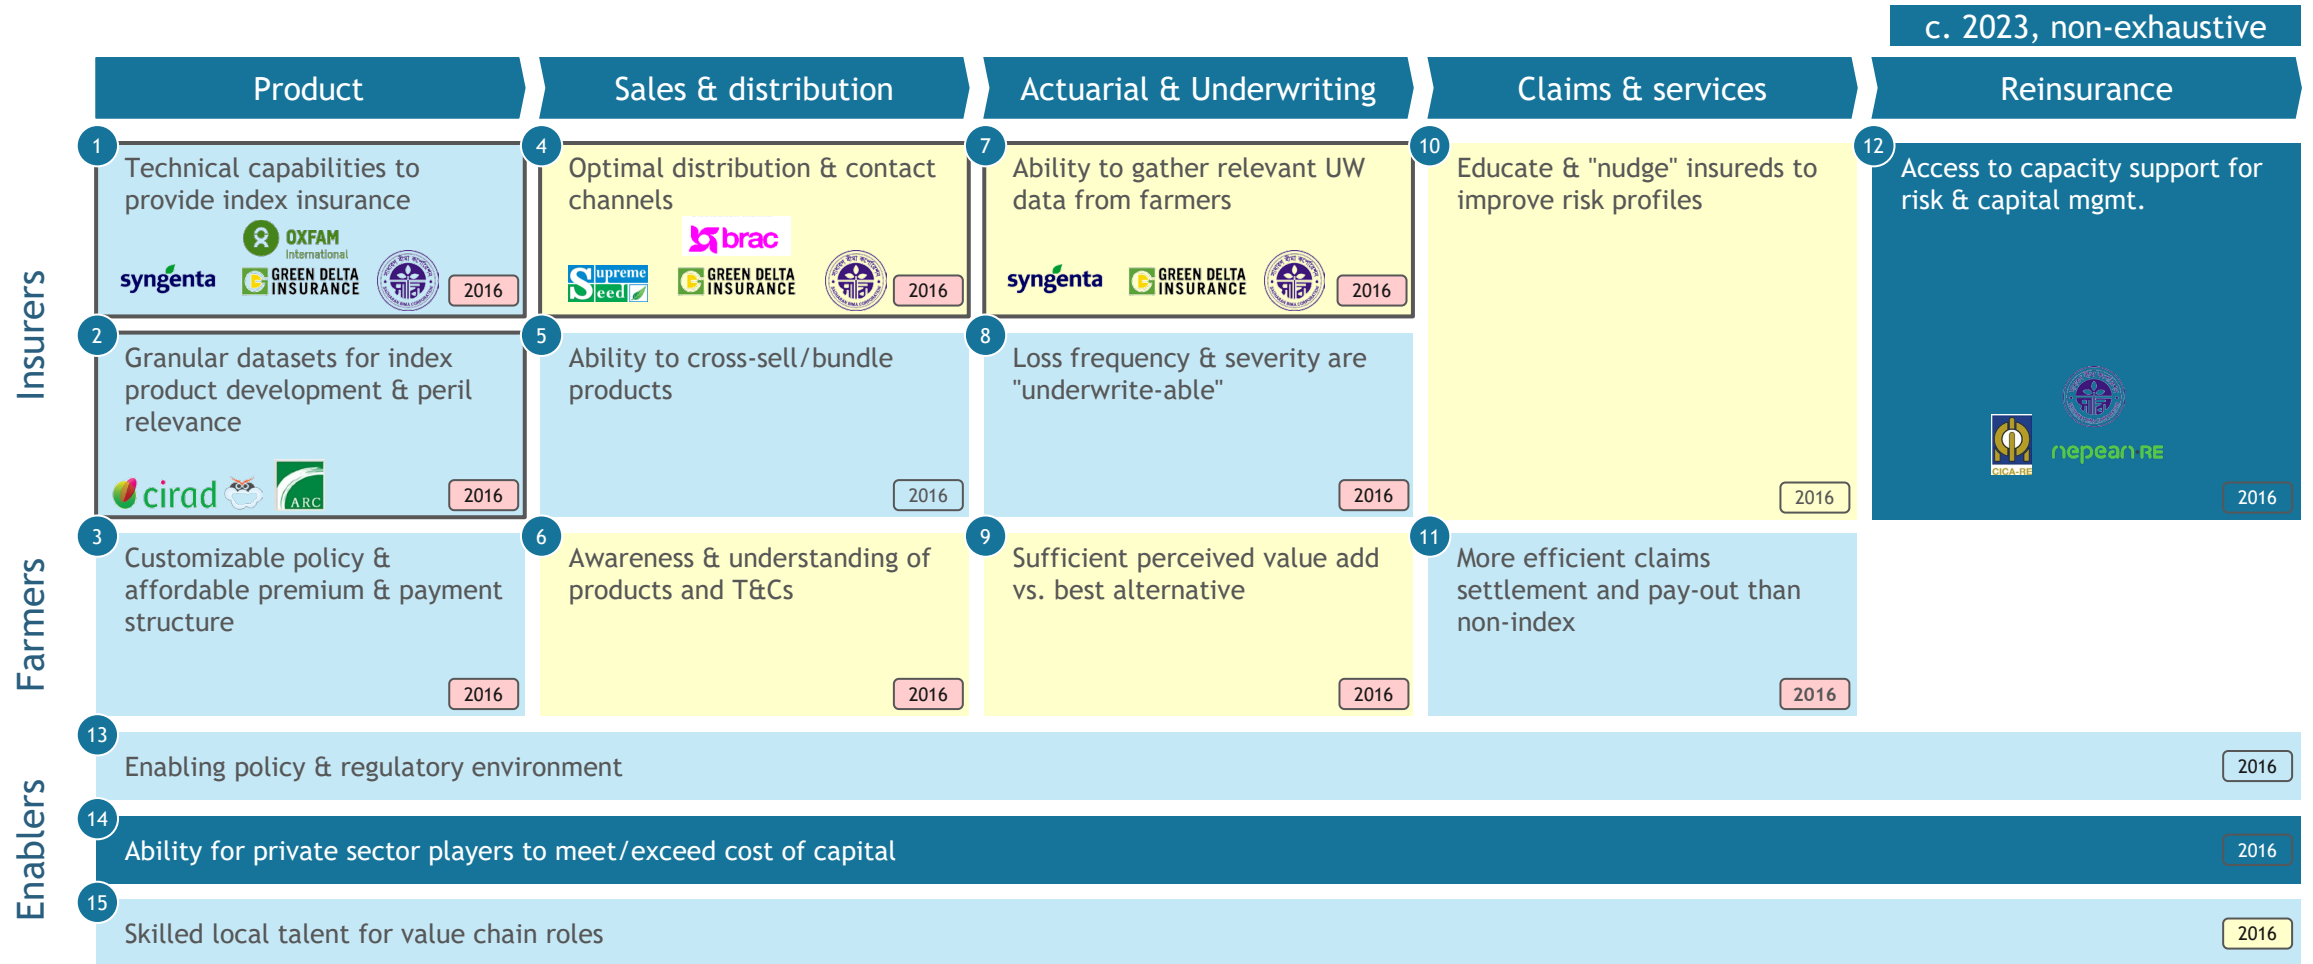 c. 2023, non-exhaustive
Product
Sales & distribution
Actuarial & Underwriting
Claims & services
Reinsurance
Insurers
1
Technical capabilities to
provide index insurance
OXFAM
International
syngenta
GREEN DELTA
INSURANCE
2016
4
Optimal distribution & contact
channels
brac
Supreme
Seed
GREEN DELTA
INSURANCE
2016
7
Ability to gather relevant UW
data from farmers
syngenta
GREEN DELTA
INSURANCE
2016
10
Educate & "nudge" insureds to
improve risk profiles
2016
12
Access to capacity support for
risk & capital mgmt.
CICA-RE
nepean RE
2016
2
Granular datasets for index
product development & peril
relevance
cirad
ARC
2016
5
Ability to cross-sell/bundle
products
2016
8
Loss frequency & severity are
"underwrite-able"
2016
Farmers
3
Customizable policy &
affordable premium & payment
structure
2016
6
Awareness & understanding of
products and T&Cs
2016
9
Sufficient perceived value add
vs. best alternative
2016
11
More efficient claims
settlement and pay-out than
non-index
2016
Enablers
13
Enabling policy & regulatory environment
2016
14
Ability for private sector players to meet/exceed cost of capital
2016
15
Skilled local talent for value chain roles
2016